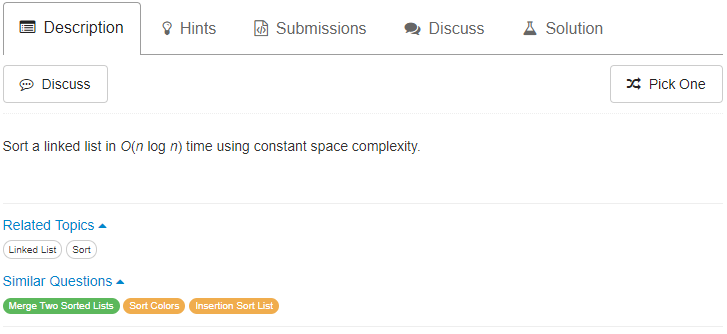 Description Hints Submissions Discuss Solution
Discuss Pick One
Sort a linked list in O(n log n) time using constant space complexity.
Related Topics
Linked List Sort
Similar Questions
Merge Two Sorted Lists Sort Colors Insertion Sort List